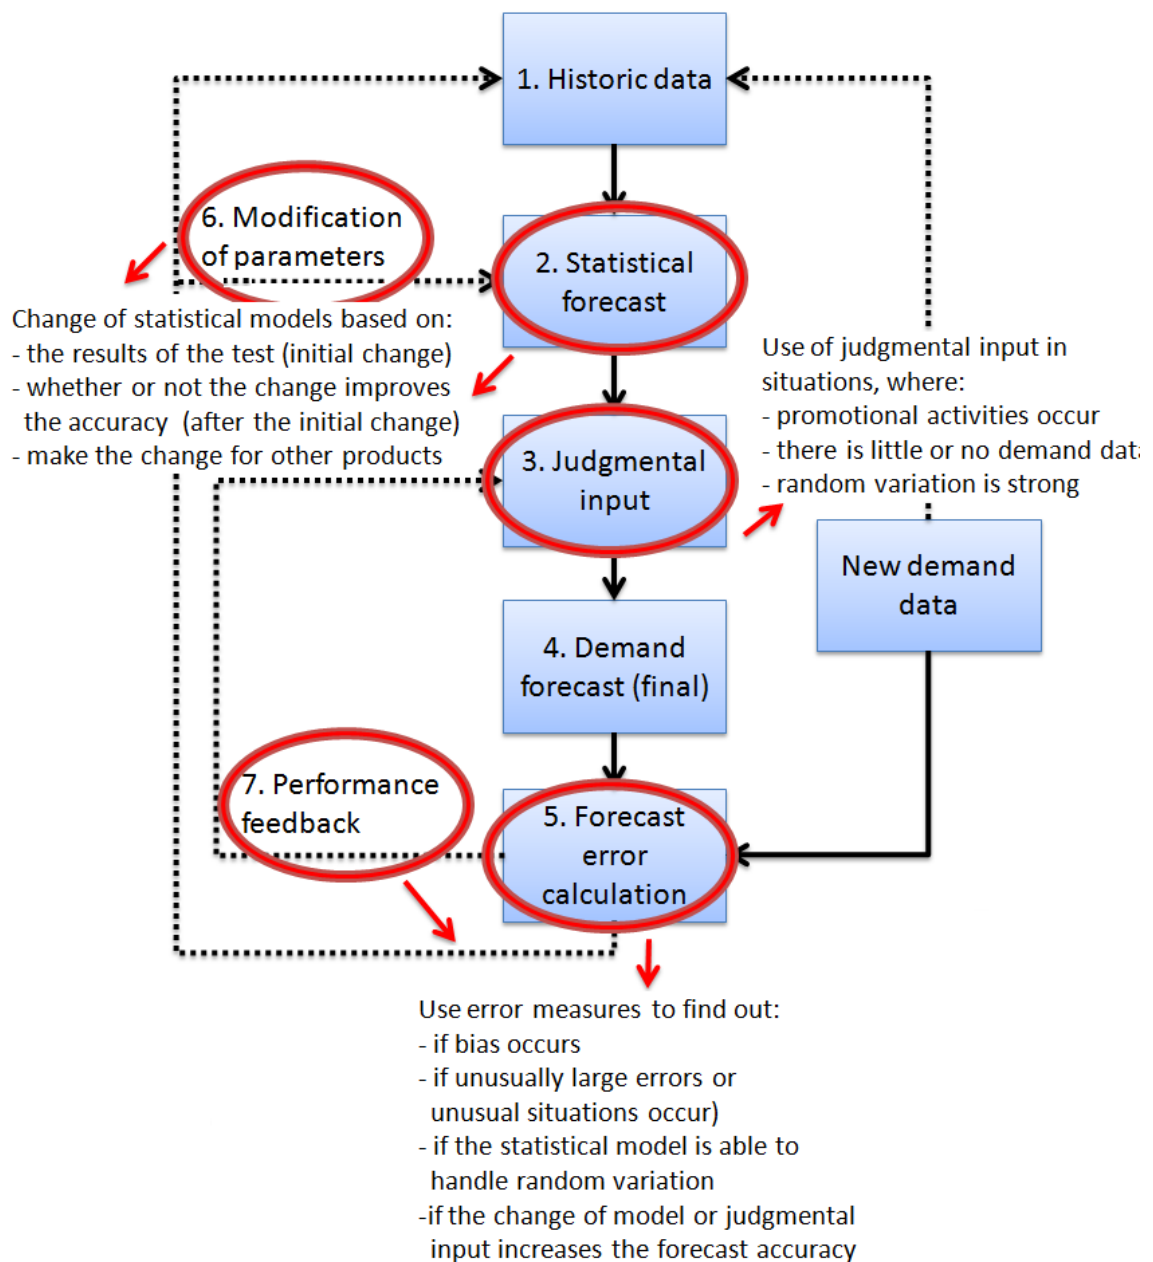 1. Historic data
6. Modification
of parameters
2. Statistical
forecast
Change of statistical models based on:
- the results of the test (initial change)
- whether or not the change improves
the accuracy (after the initial change)
- make the change for other products
Use of judgmental input in
situations, where:
- promotional activities occur
- there is little or no demand
- random variation is strong
3. Judgmental
input
New demand
data
4. Demand
forecast (final)
7. Performance
feedback
5. Forecast
error
calculation
Use error measures to find out:
- if bias occurs
- if unusually large errors or
unusual situations occur)
- if the statistical model is able to
handle random variation
-if the change of model or judgmental
input increases the forecast accuracy